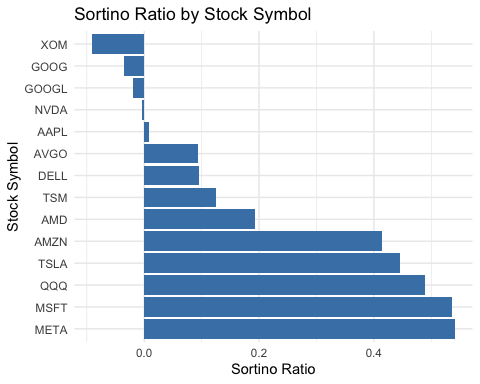 Sortino Ratio by Stock Symbol
XOM
GOOG
GOOGL
NVDA
AAPL
AVGO
DELL
TSM
AMD
AMZN
TSLA
QQQ
MSFT
META
Stock Symbol
0.0 0.2 0.4
Sortino Ratio